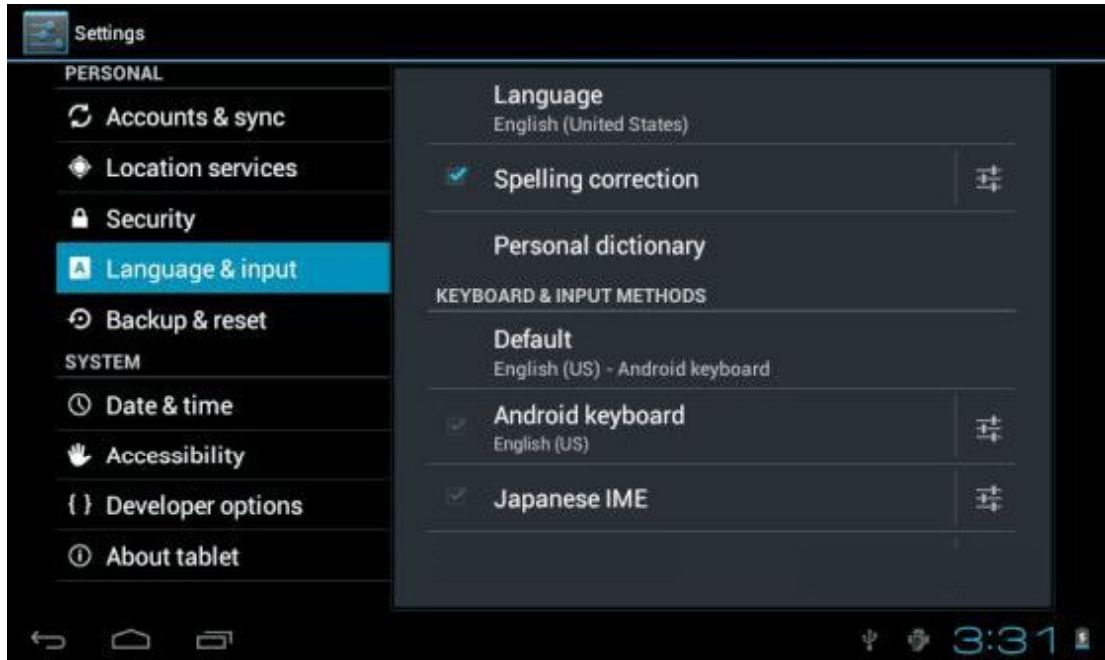 Settings
PERSONAL
Accounts & sync
Location services
Security
Language & input
Backup & reset
SYSTEM
Date & time
Accessibility
Developer options
About tablet
Language
English (United States)
Spelling correction
Personal dictionary
KEYBOARD & INPUT METHODS
Default
English (US) - Android keyboard
Android keyboard
English (US)
Japanese IME
3:31